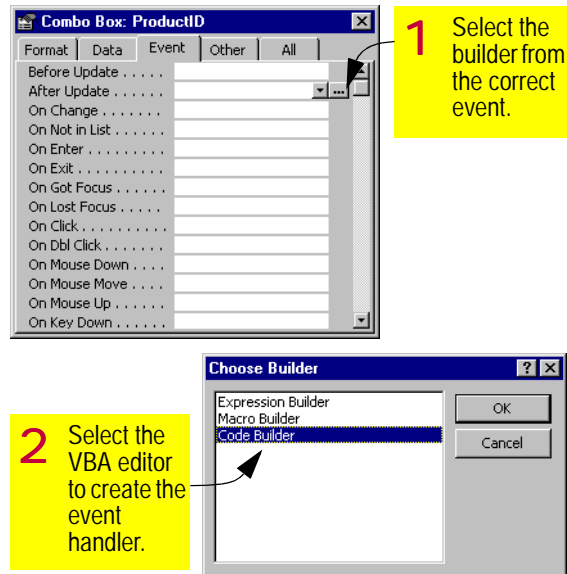 Combo Box: ProductID
Format Data Event Other All
Before Update . . . . .
After Update . . . . . .
On Change . . . . . . .
On Not in List . . . . .
On Enter . . . . . . . . .
On Exit . . . . . . . . . .
On Got Focus . . . . . .
On Lost Focus . . . . .
On Click . . . . . . . . . .
On Dbl Click . . . . . . .
On Mouse Down . . . .
On Mouse Move . . . .
On Mouse Up . . . . . .
On Key Down . . . . . .
...
1 Select the
builder from
the correct
event.
Choose Builder
Expression Builder
Macro Builder
Code Builder
OK
Cancel
2 Select the
VBA editor
to create the
event
handler.